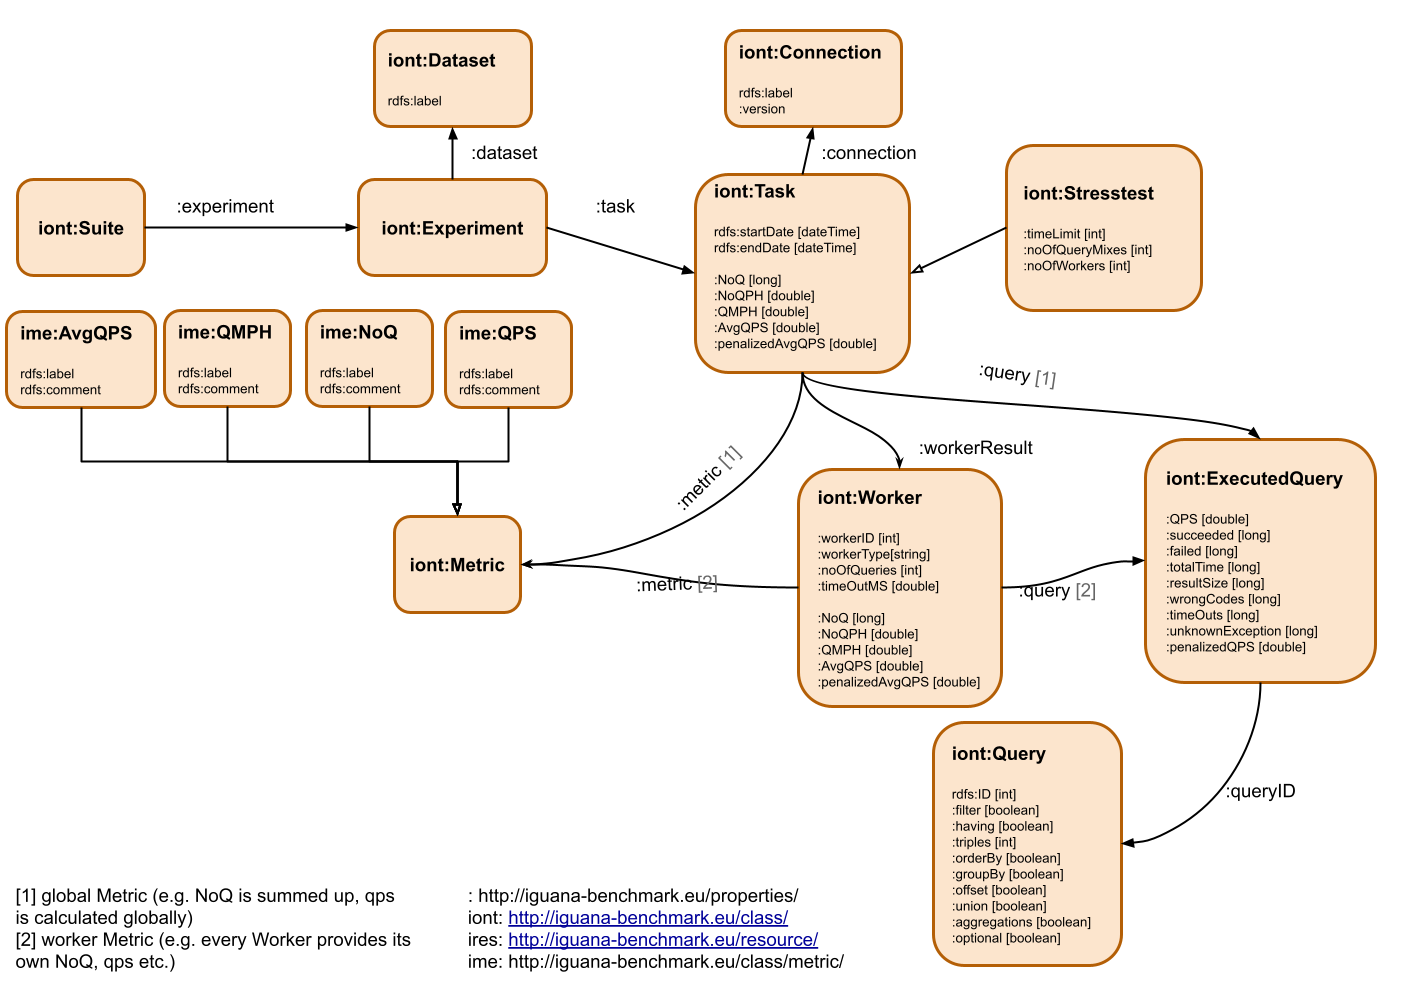 iont:Dataset
rdfs:label
iont:Connection
rdfs:label
:version
:dataset
:connection
iont:Suite
:experiment
iont:Experiment
:task
iont:Task
rdfs:startDate [dateTime]
rdfs:endDate [dateTime]
:NoQ [long]
:NoQPH [double]
:QMPH [double]
:AvgQPS [double]
:penalizedAvgQPS [double]
iont:Stresstest
:timeLimit [int]
:noOfQueryMixes [int]
:noOfWorkers [int]
ime:AvgQPS
rdfs:label
rdfs:comment
ime:QMPH
rdfs:label
rdfs:comment
ime:NoQ
rdfs:label
rdfs:comment
ime:QPS
rdfs:label
rdfs:comment
:query [1]
:metric [1]
:workerResult
iont:Metric
:metric [2]
iont:Worker
:workerID [int]
:workerType[string]
:noOfQueries [int]
:timeOutMS [double]
:NoQ [long]
:NoQPH [double]
:QMPH [double]
:AvgQPS [double]
:penalizedAvgQPS [double]
:query [2]
iont:ExecutedQuery
:QPS [double]
:succeeded [long]
:failed [long]
:totalTime [long]
:resultSize [long]
:wrongCodes [long]
:timeOuts [long]
:unknownException [long]
:penalizedQPS [double]
:queryID
iont:Query
rdfs:ID [int]
:filter [boolean]
:having [boolean]
:triples [int]
:orderBy [boolean]
:groupBy [boolean]
:offset [boolean]
:union [boolean]
:aggregations [boolean]
:optional [boolean]
[1] global Metric (e.g. NoQ is summed up, qps
is calculated globally)
[2] worker Metric (e.g. every Worker provides its
own NoQ, qps etc.)
: http://iguana-benchmark.eu/properties/
iont: http://iguana-benchmark.eu/class/
ires: http://iguana-benchmark.eu/resource/
ime: http://iguana-benchmark.eu/class/metric/